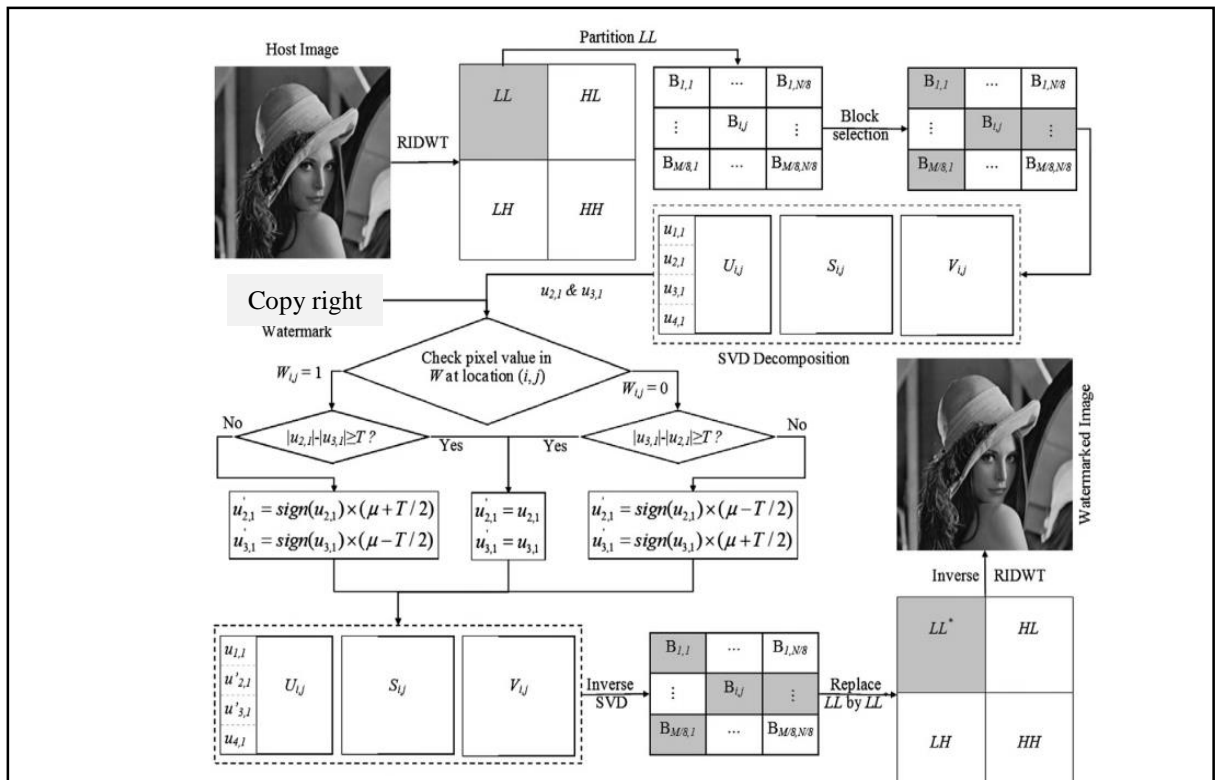 Partition LL
Host Image
LL HL
LH HH
RIDWT
B1,1 ... B1,N/8
⋮ Bi,j ⋮
BM/8,1 ... BM/8,N/8
Block
selection
B1,1 ... B1,N/8
⋮ Bi,j ⋮
BM/8,1 ... BM/8,N/8
u1,1
u2,1
u3,1
u4,1
Ui,j Si,j Vi,j
SVD Decomposition
u2,1 & u3,1
Copy right
Watermark
Check pixel value in
W at location (i, j)
Wi,j = 1
Wi,j = 0
No
|u2,1|-|u3,1|≥T ?
Yes
Yes
|u3,1|-|u2,1|≥T ?
No
u'2,1 = sign(u2,1)×(μ+T/2)
u'3,1 = sign(u3,1)×(μ−T/2)
u'2,1 = u2,1
u'3,1 = u3,1
u'2,1 = sign(u2,1)×(μ−T/2)
u'3,1 = sign(u3,1)×(μ+T/2)
Watermarked Image
Inverse RIDWT
u1,1
u'2,1
u'3,1
u4,1
Ui,j Si,j Vi,j
Inverse
SVD
B1,1 ... B1,N/8
⋮ Bi,j ⋮
BM/8,1 ... BM/8,N/8
Replace
LL by LL*
LL* HL
LH HH